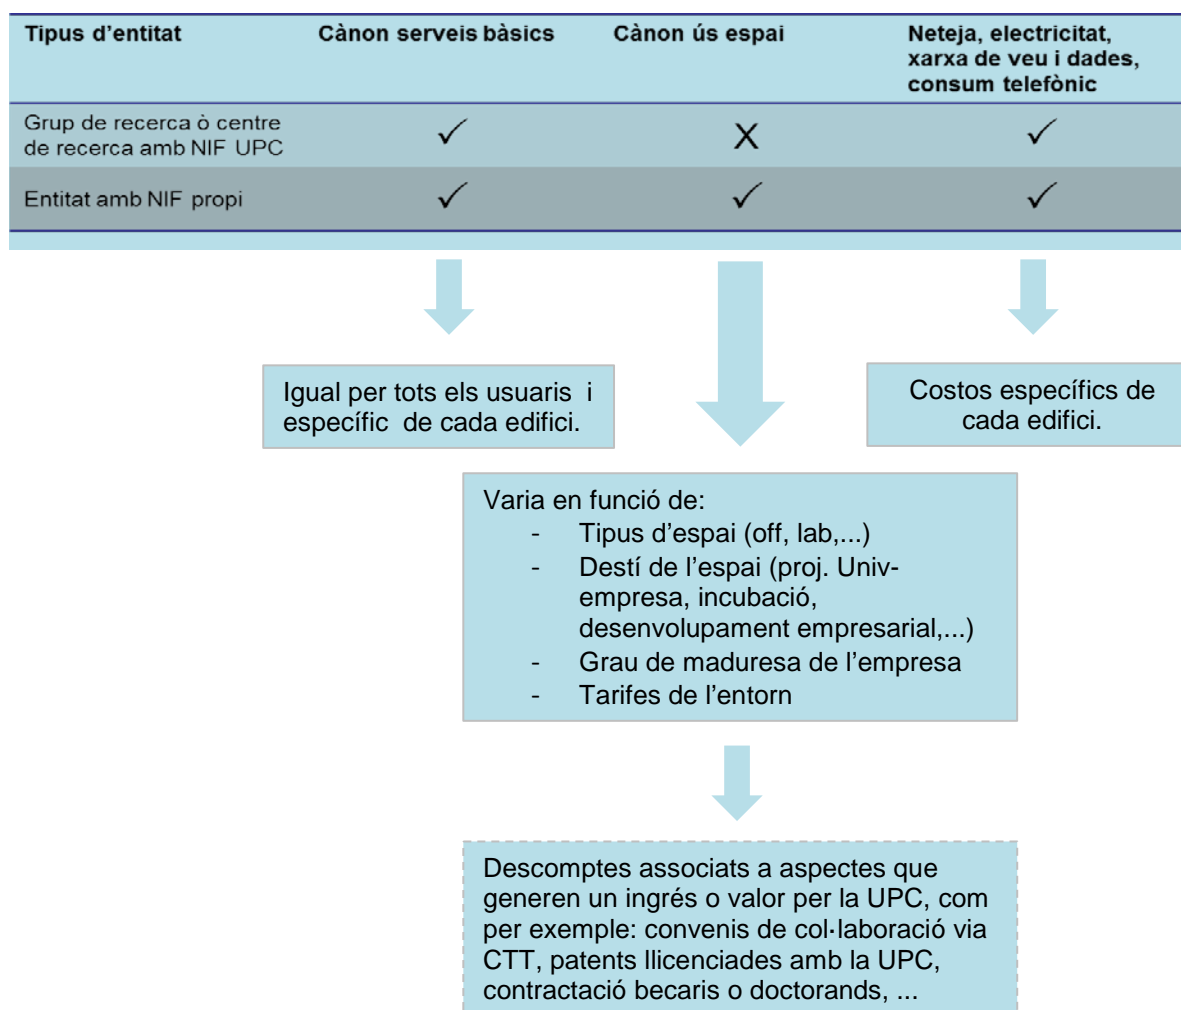 Tipus d'entitat
Cànon serveis bàsics
Cànon ús espai
Neteja, electricitat,
xarxa de veu i dades,
consum telefònic
Grup de recerca ò centre
de recerca amb NIF UPC
✓
X
✓
Entitat amb NIF propi
✓
✓
✓
Igual per tots els usuaris i
específic de cada edifici.
Costos específics de
cada edifici.
Varia en funció de:
- Tipus d'espai (off, lab,...)
- Destí de l'espai (proj. Univ-
empresa, incubació,
desenvolupament empresarial,...)
- Grau de maduresa de l'empresa
- Tarifes de l'entorn
Descomptes associats a aspectes que
generen un ingrés o valor per la UPC, com
per exemple: convenis de col·laboració via
CTT, patents llicenciades amb la UPC,
contractació becaris o doctorands, ...